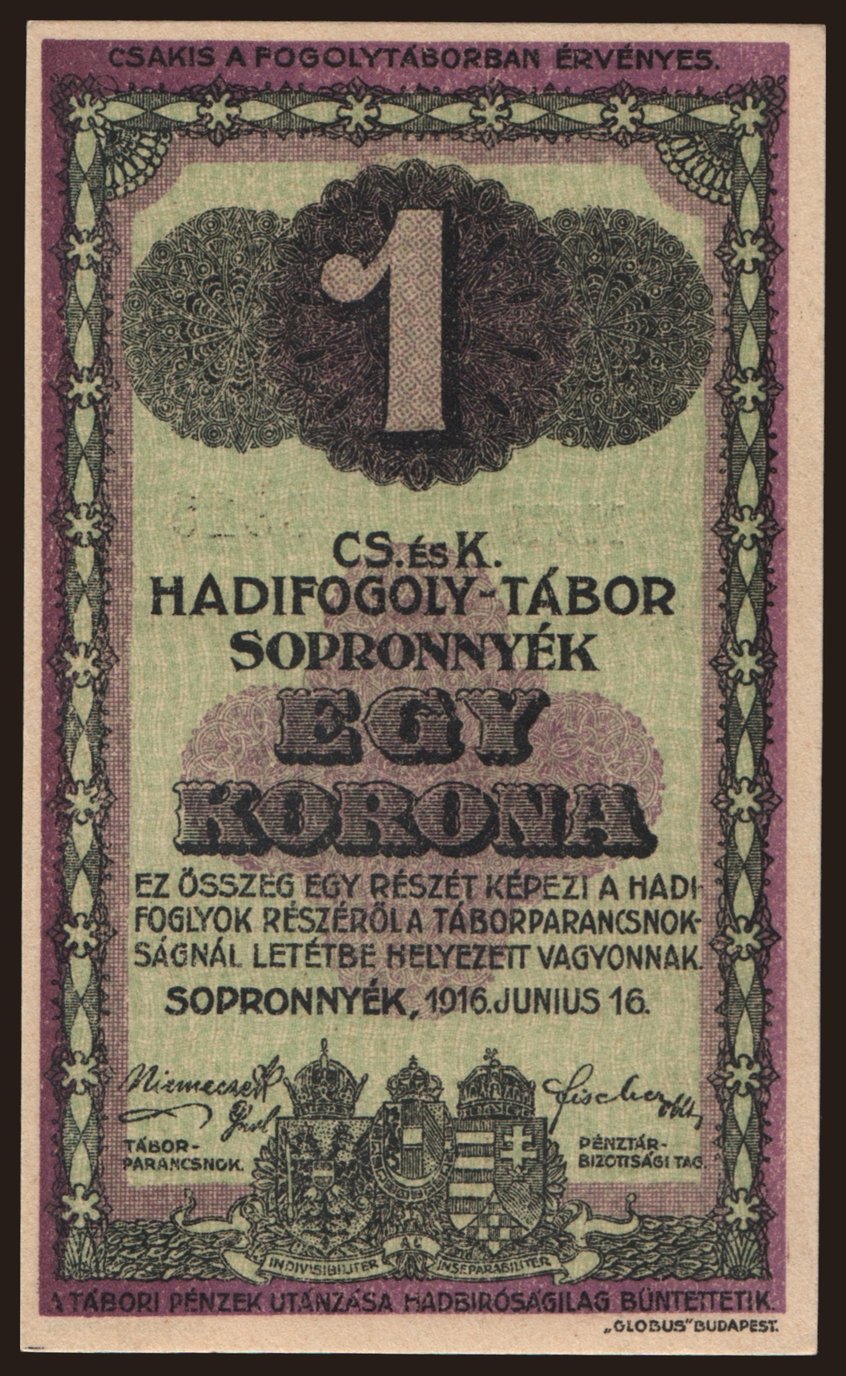 CSAKIS A FOGOLYTÁBORBAN ÉRVÉNYES.
1
CS. ÉS K.
HADIFOGOLY-TÁBOR
SOPRONNYÉK
EGY
KORONA
EZ ÖSSZEG EGY RÉSZÉT KÉPEZI A HADI-
FOGLYOK RÉSZÉRŐL A TÁBORPARANCSNOK-
SÁGNÁL LETÉTBE HELYEZETT VAGYONNAK.
SOPRONNYÉK, 1916. JUNIUS 16.
Fischer
TÁBOR-
PARANCSNOK.
PÉNZTÁR-
BIZOTTSÁGI TAG.
INDIVISIBILITER AC INSEPARABILITER
A TÁBORI PÉNZEK UTÁNZÁSA HADBIRÓSÁGILAG BÜNTETTETIK.
„GLOBUS" BUDAPEST.